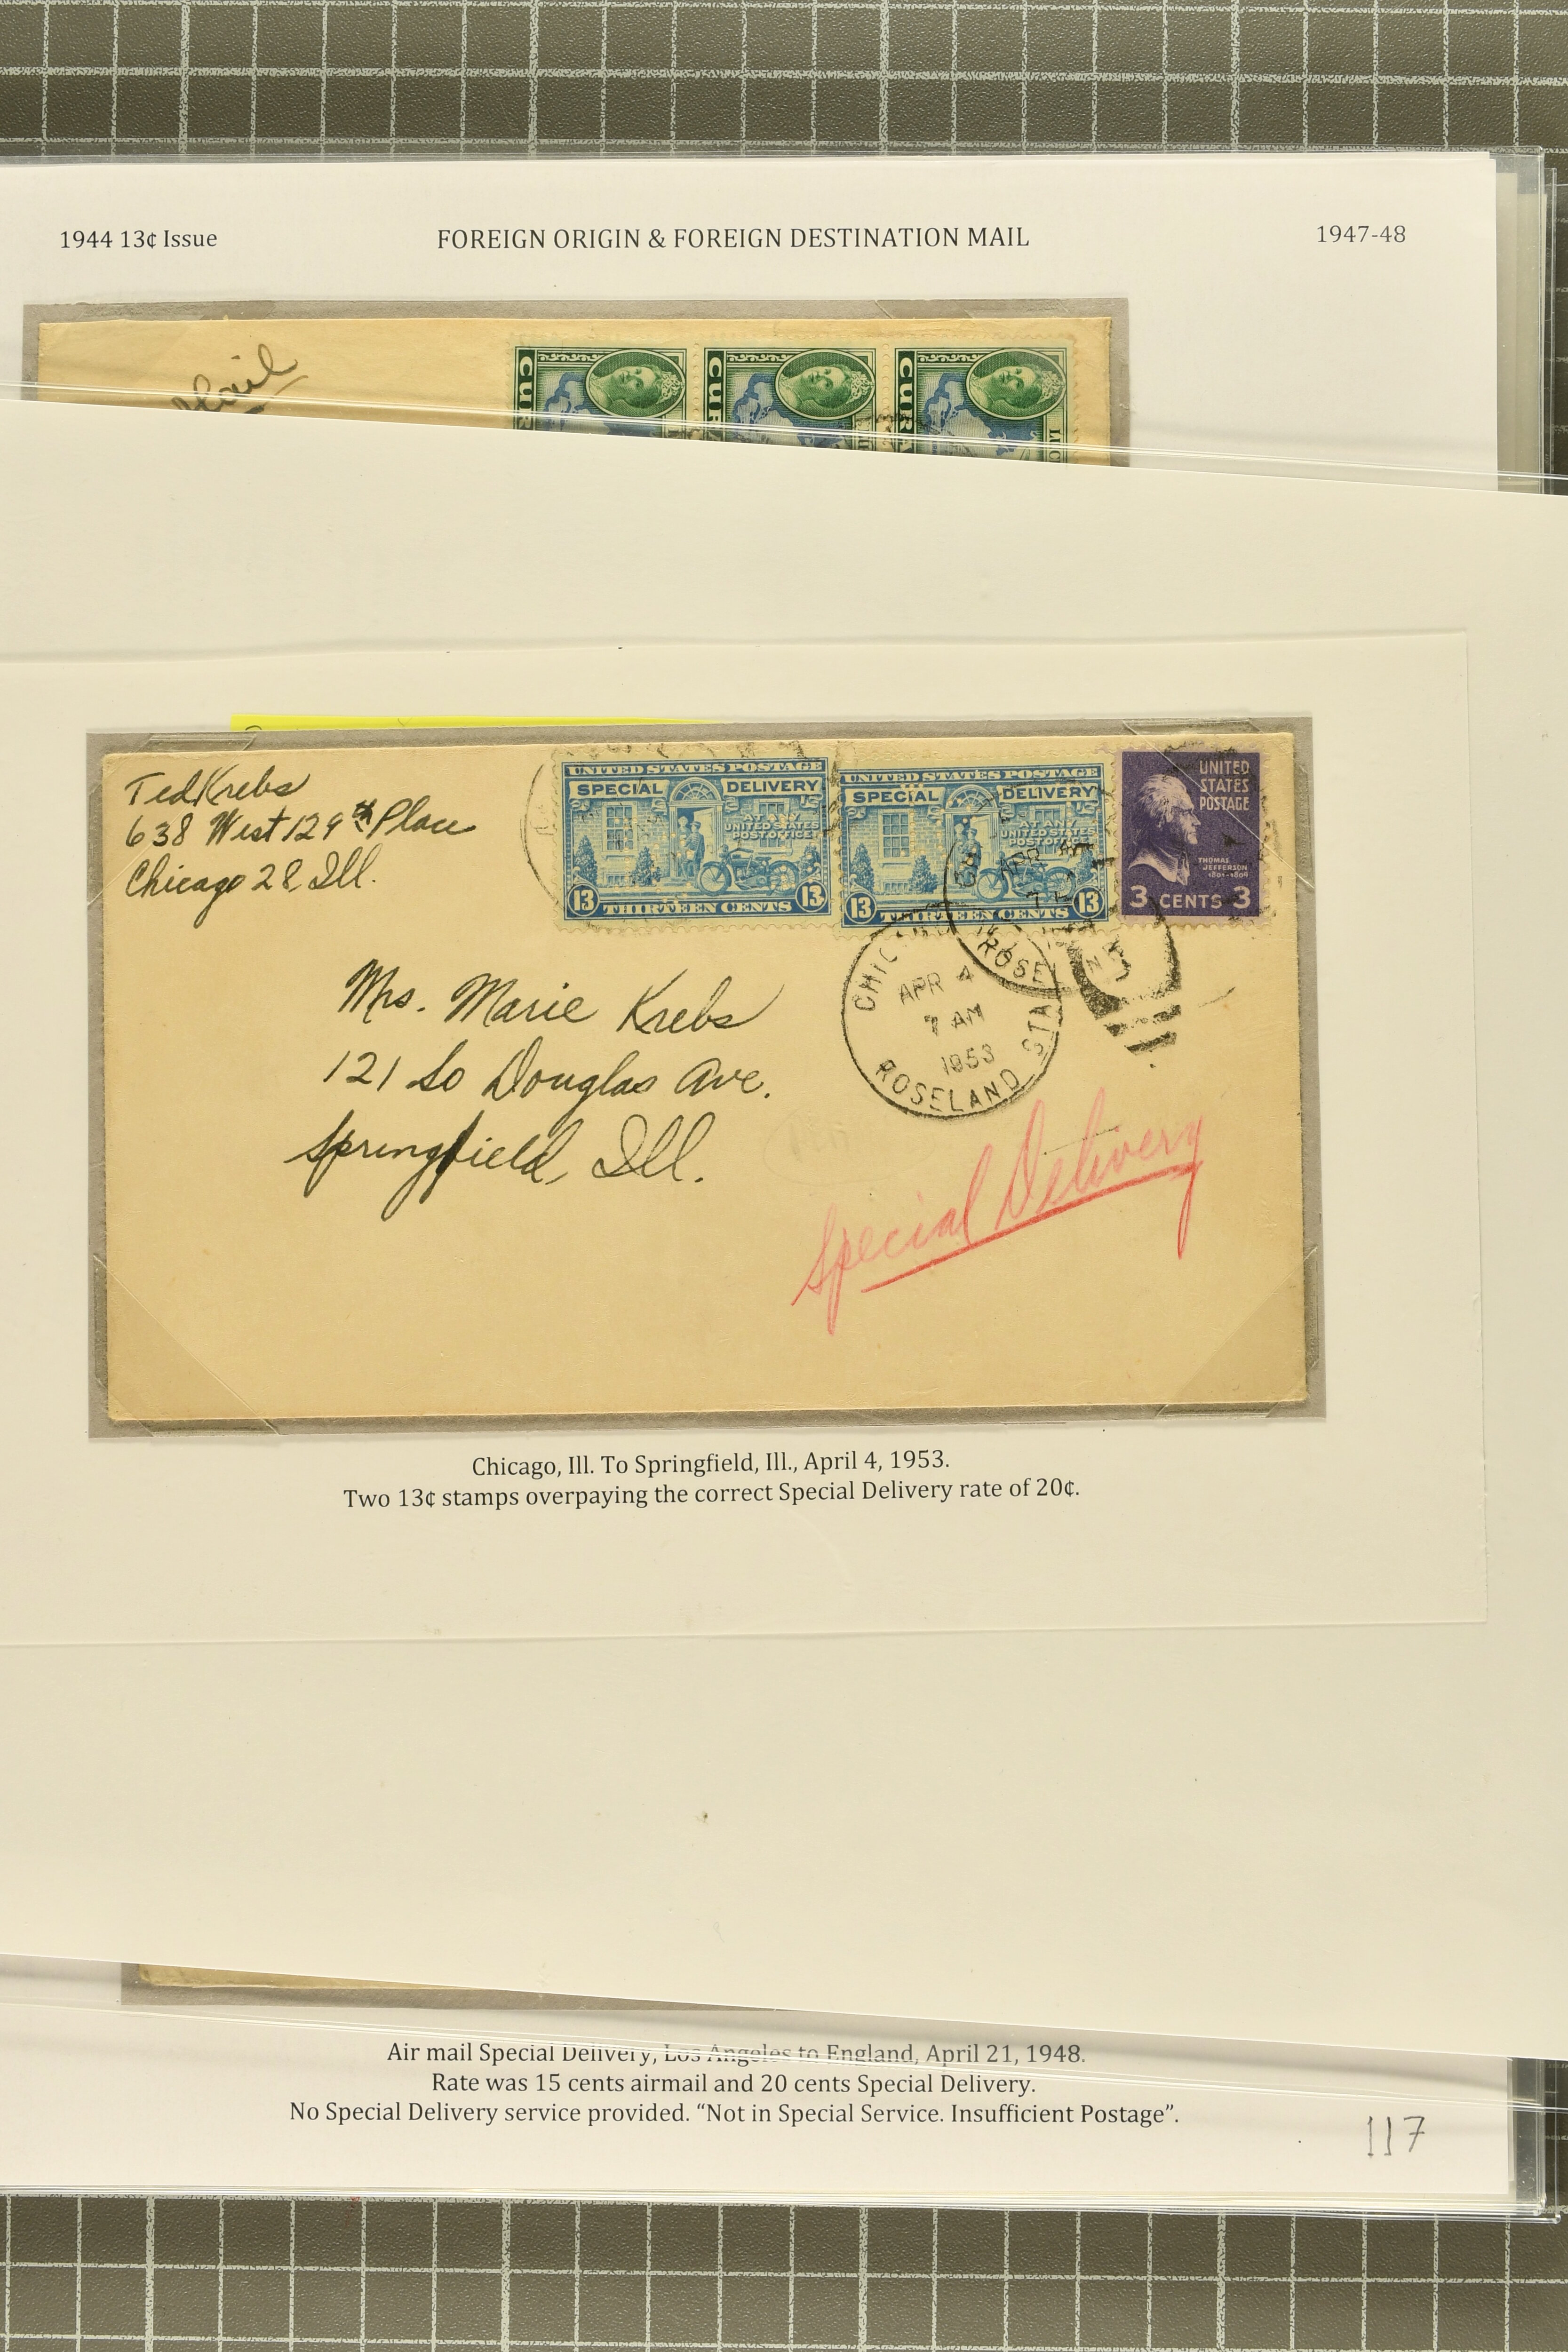 1944 13¢ Issue
FOREIGN ORIGIN & FOREIGN DESTINATION MAIL
1947-48
Ted Krebs
638 West 129th Place
Chicago 28, Ill.
UNITED STATES POSTAGE
SPECIAL DELIVERY
AT ANY
UNITED STATES
POST OFFICE
13 13
THIRTEEN CENTS
UNITED STATES POSTAGE
SPECIAL DELIVERY
AT ANY
UNITED STATES
POST OFFICE
13 13
THIRTEEN CENTS
UNITED
STATES
POSTAGE
THOMAS
JEFFERSON
1801-1809
3 CENTS 3
APR 4
7 AM
1953
ROSELAND STA
Mrs. Marie Krebs
121 So Douglas Ave.
Springfield, Ill.
Special Delivery
Chicago, Ill. To Springfield, Ill., April 4, 1953.
Two 13¢ stamps overpaying the correct Special Delivery rate of 20¢.
Air mail Special Delivery, Los Angeles to England, April 21, 1948.
Rate was 15 cents airmail and 20 cents Special Delivery.
No Special Delivery service provided. “Not in Special Service. Insufficient Postage”.
117